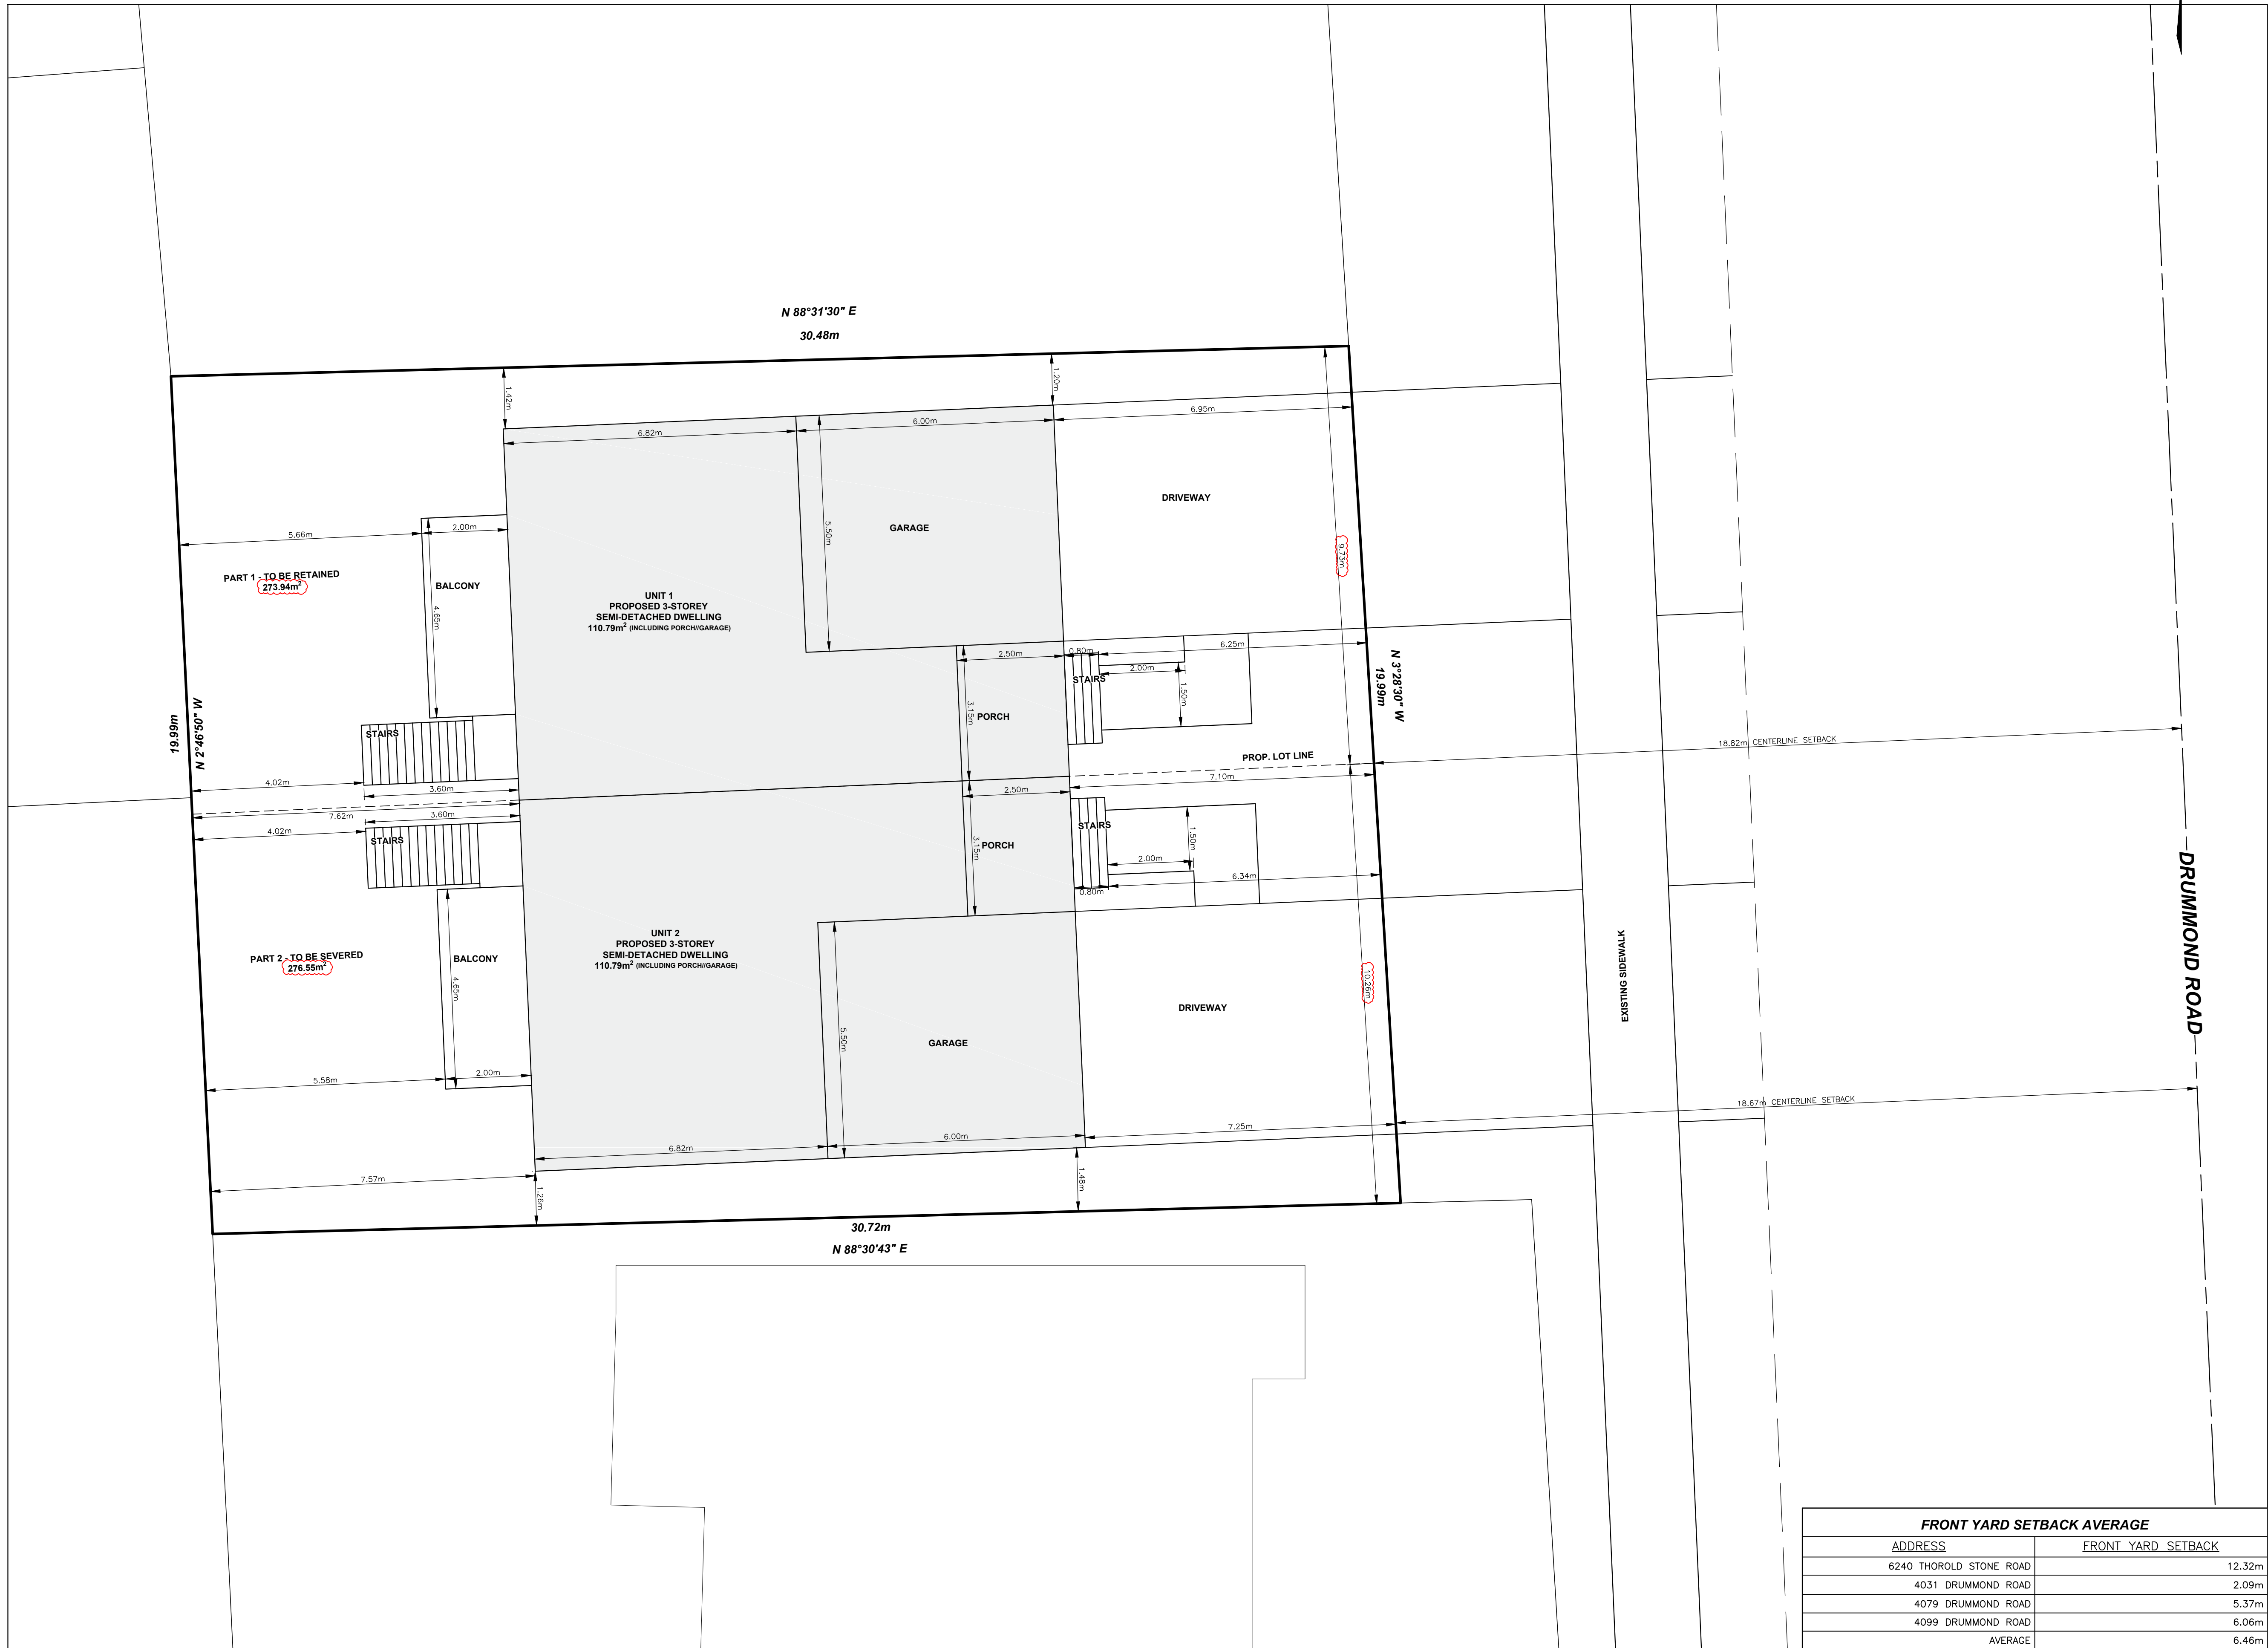 N 88°31'30" E
30.48m
1.42m
1.20m
6.82m
6.00m
6.95m
5.66m
2.00m
5.50m
GARAGE
DRIVEWAY
9.73m
PART 1 - TO BE RETAINED
273.94m²
BALCONY
4.65m
UNIT 1
PROPOSED 3-STOREY
SEMI-DETACHED DWELLING
110.79m² (INCLUDING PORCH//GARAGE)
2.50m
0.80m
6.25m
STAIRS
2.00m
1.50m
3.15m
PORCH
N 3°28'30" W
19.99m
19.99m
N 2°46'50" W
STAIRS
4.02m
3.60m
PROP. LOT LINE
18.82m CENTERLINE SETBACK
7.10m
2.50m
7.62m
3.60m
4.02m
STAIRS
STAIRS
3.15m
PORCH
1.50m
2.00m
6.34m
0.80m
DRUMMOND ROAD
PART 2 - TO BE SEVERED
276.55m²
BALCONY
4.65m
UNIT 2
PROPOSED 3-STOREY
SEMI-DETACHED DWELLING
110.79m² (INCLUDING PORCH//GARAGE)
10.26m
EXISTING SIDEWALK
DRIVEWAY
5.50m
GARAGE
5.58m
2.00m
18.67m CENTERLINE SETBACK
6.82m
6.00m
7.25m
7.57m
1.26m
1.48m
30.72m
N 88°30'43" E
FRONT YARD SETBACK AVERAGE
ADDRESS FRONT YARD SETBACK
6240 THOROLD STONE ROAD 12.32m
4031 DRUMMOND ROAD 2.09m
4079 DRUMMOND ROAD 5.37m
4099 DRUMMOND ROAD 6.06m
AVERAGE 6.46m